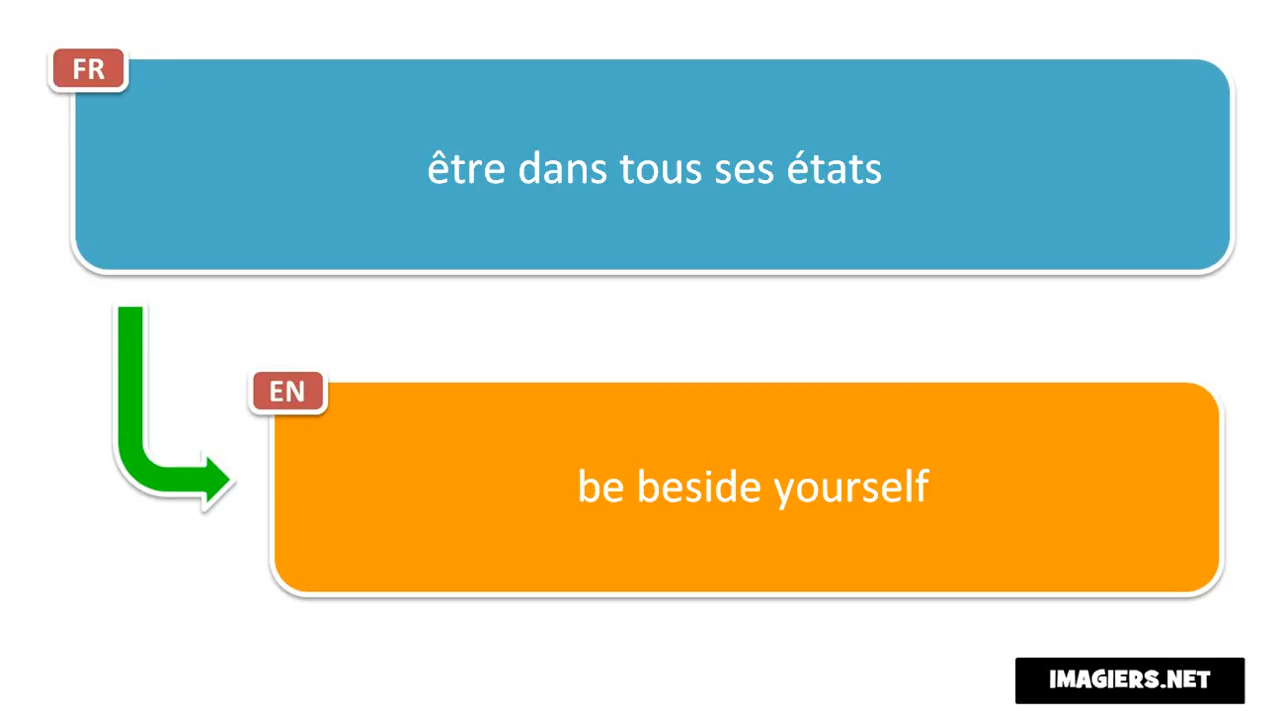 FR
être dans tous ses états
EN
be beside yourself
IMAGIERS.NET